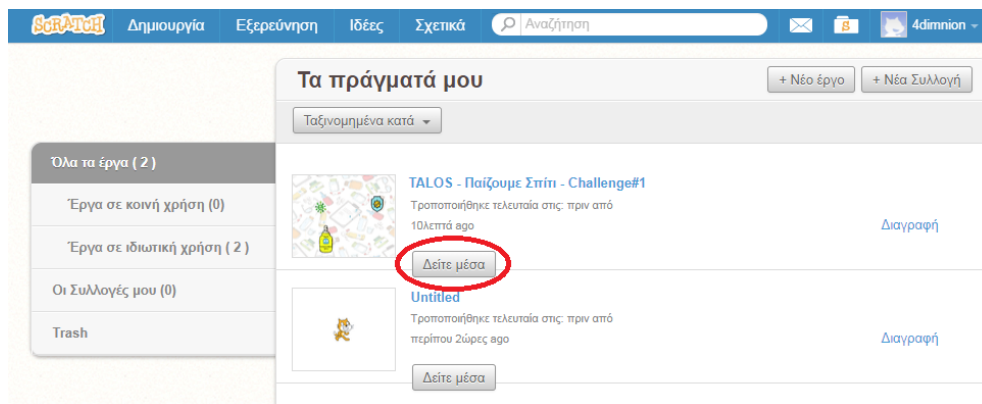 SCRATCH Δημιουργία Εξερεύνηση Ιδέες Σχετικά Αναζήτηση S 4dimnion
Τα πράγματά μου + Νέο έργο + Νέα Συλλογή
Ταξινομημένα κατά
Όλα τα έργα ( 2 )
Έργα σε κοινή χρήση (0)
Έργα σε ιδιωτική χρήση ( 2 )
Οι Συλλογές μου (0)
Trash
TALOS - Παίζουμε Σπίτι - Challenge#1
Τροποποιήθηκε τελευταία στις: πριν από
10λεπτά ago
Διαγραφή
Δείτε μέσα
Untitled
Τροποποιήθηκε τελευταία στις: πριν από
περίπου 2ώρες ago
Διαγραφή
Δείτε μέσα